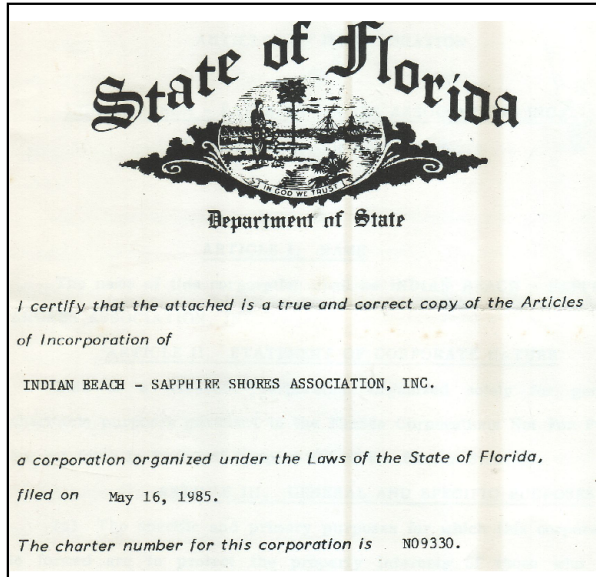 State of Florida
IN GOD WE TRUST
Department of State
I certify that the attached is a true and correct copy of the Articles
of Incorporation of
INDIAN BEACH - SAPPHIRE SHORES ASSOCIATION, INC.
a corporation organized under the Laws of the State of Florida,
filed on May 16, 1985.
The charter number for this corporation is N09330.